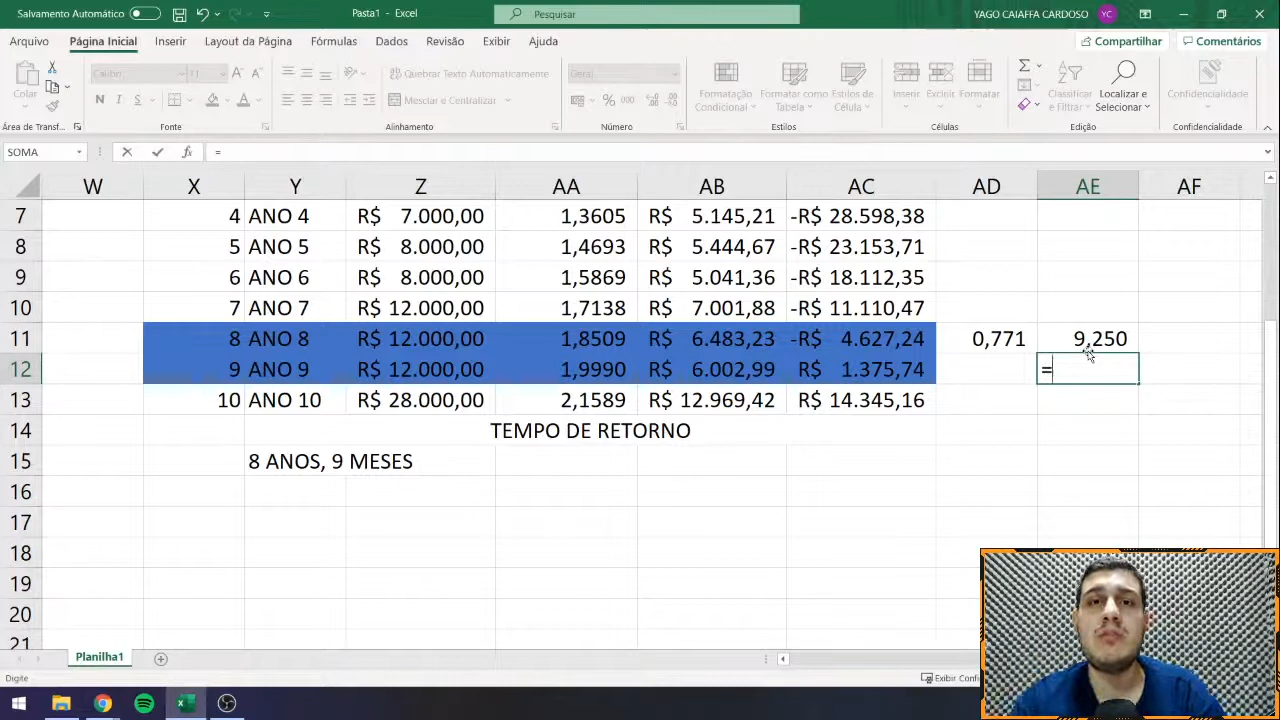 Salvamento Automático
Pasta1 - Excel
Pesquisar
YAGO CAIAFFA CARDOSO YC
Arquivo Página Inicial Inserir Layout da Página Fórmulas Dados Revisão Exibir Ajuda Compartilhar Comentários
Colar
Calibri 11
N I S
Quebrar Texto Automaticamente
Mesclar e Centralizar
Geral
% 000
Formatação Condicional
Formatar como Tabela
Estilos de Célula
Inserir Excluir Formatar
Classificar e Filtrar
Localizar e Selecionar
Confidencialidade
Área de Transf... Fonte Alinhamento Número Estilos Células Edição Confidencialidade
SOMA fx =
W X Y Z AA AB AC AD AE AF
7 4 ANO 4 R$ 7.000,00 1,3605 R$ 5.145,21 -R$ 28.598,38
8 5 ANO 5 R$ 8.000,00 1,4693 R$ 5.444,67 -R$ 23.153,71
9 6 ANO 6 R$ 8.000,00 1,5869 R$ 5.041,36 -R$ 18.112,35
10 7 ANO 7 R$ 12.000,00 1,7138 R$ 7.001,88 -R$ 11.110,47
11 8 ANO 8 R$ 12.000,00 1,8509 R$ 6.483,23 -R$ 4.627,24 0,771 9,250
12 9 ANO 9 R$ 12.000,00 1,9990 R$ 6.002,99 R$ 1.375,74 =
13 10 ANO 10 R$ 28.000,00 2,1589 R$ 12.969,42 R$ 14.345,16
14 TEMPO DE RETORNO
15 8 ANOS, 9 MESES
16
17
18
19
20
21
Planilha1
Digite
Exibir Confi